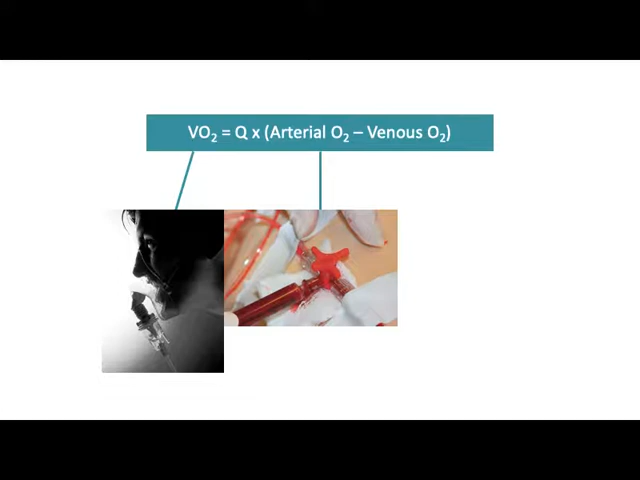 VO₂ = Q x (Arterial O₂ – Venous O₂)